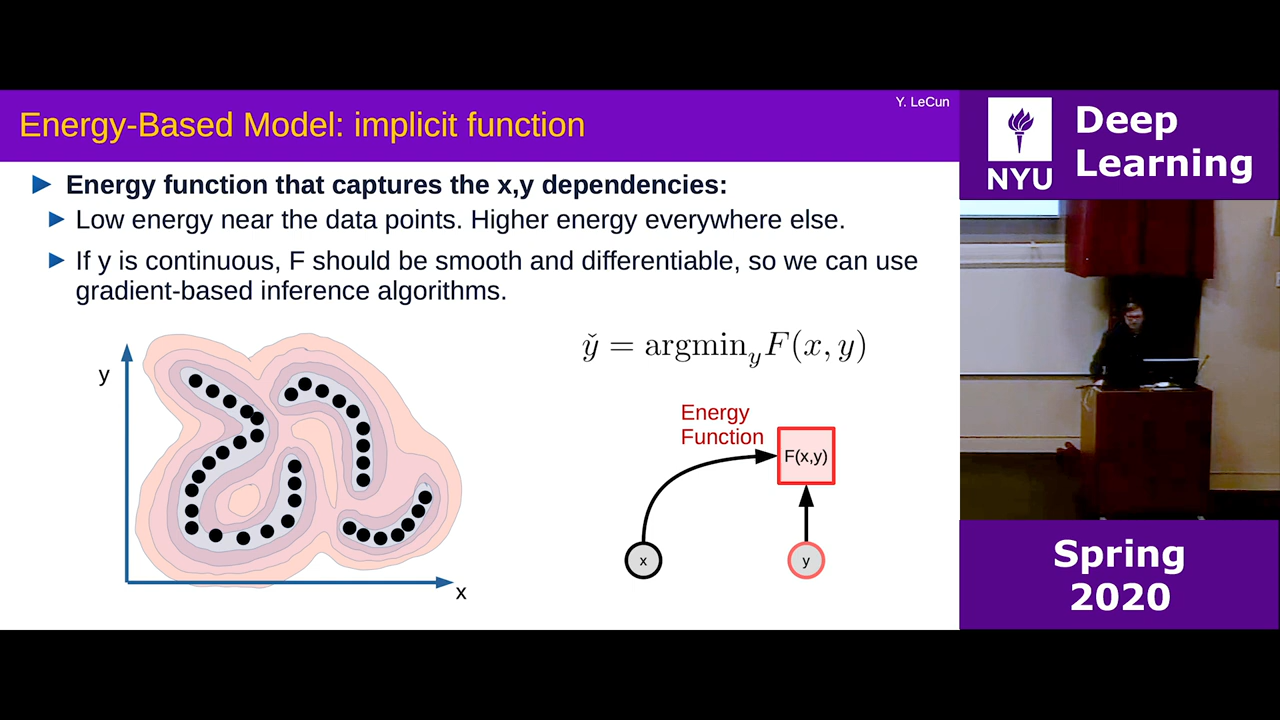 Y. LeCun
Energy-Based Model: implicit function
Energy function that captures the x,y dependencies:
Low energy near the data points. Higher energy everywhere else.
If y is continuous, F should be smooth and differentiable, so we can use
gradient-based inference algorithms.
y̌ = argmin_y F(x, y)
y
x
Energy
Function
F(x,y)
x
y
NYU
Deep
Learning
Spring
2020